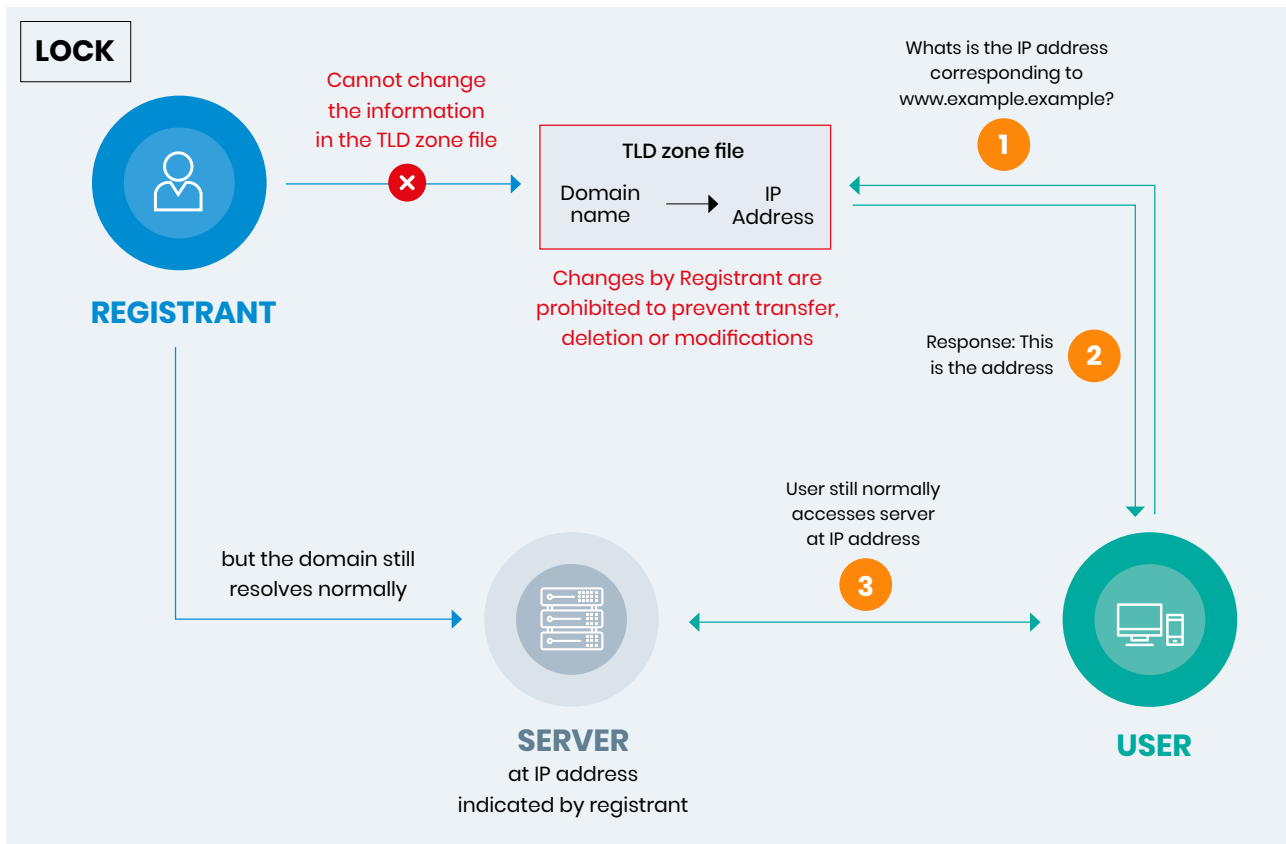 LOCK
Cannot change
the information
in the TLD zone file
REGISTRANT
TLD zone file
Domain
name
IP
Address
Changes by Registrant are
prohibited to prevent transfer,
deletion or modifications
Whats is the IP address
corresponding to
www.example.example?
1
Response: This
is the address
2
but the domain still
resolves normally
User still normally
accesses server
at IP address
3
SERVER
at IP address
indicated by registrant
USER